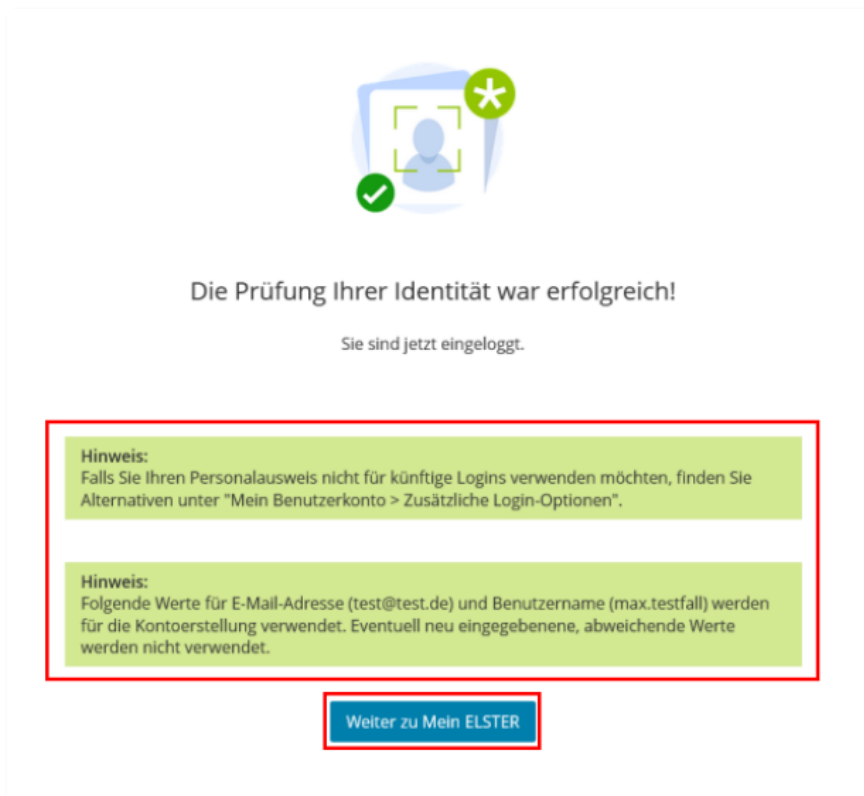 Die Prüfung Ihrer Identität war erfolgreich!
Sie sind jetzt eingeloggt.
Hinweis:
Falls Sie Ihren Personalausweis nicht für künftige Logins verwenden möchten, finden Sie
Alternativen unter "Mein Benutzerkonto > Zusätzliche Login-Optionen".
Hinweis:
Folgende Werte für E-Mail-Adresse (test@test.de) und Benutzername (max.testfall) werden
für die Kontoerstellung verwendet. Eventuell neu eingegebenene, abweichende Werte
werden nicht verwendet.
Weiter zu Mein ELSTER